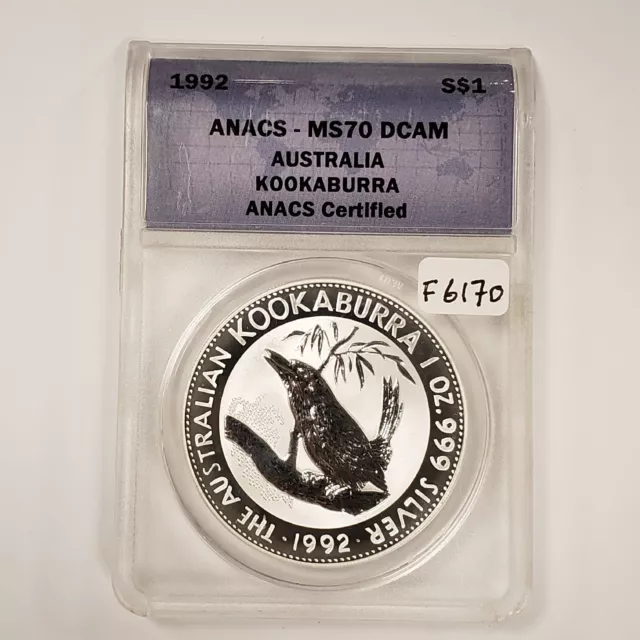 1992 S$1
ANACS - MS70 DCAM
AUSTRALIA
KOOKABURRA
ANACS Certified
F6170
THE AUSTRALIAN KOOKABURRA 1 OZ. 999 SILVER · 1992 ·